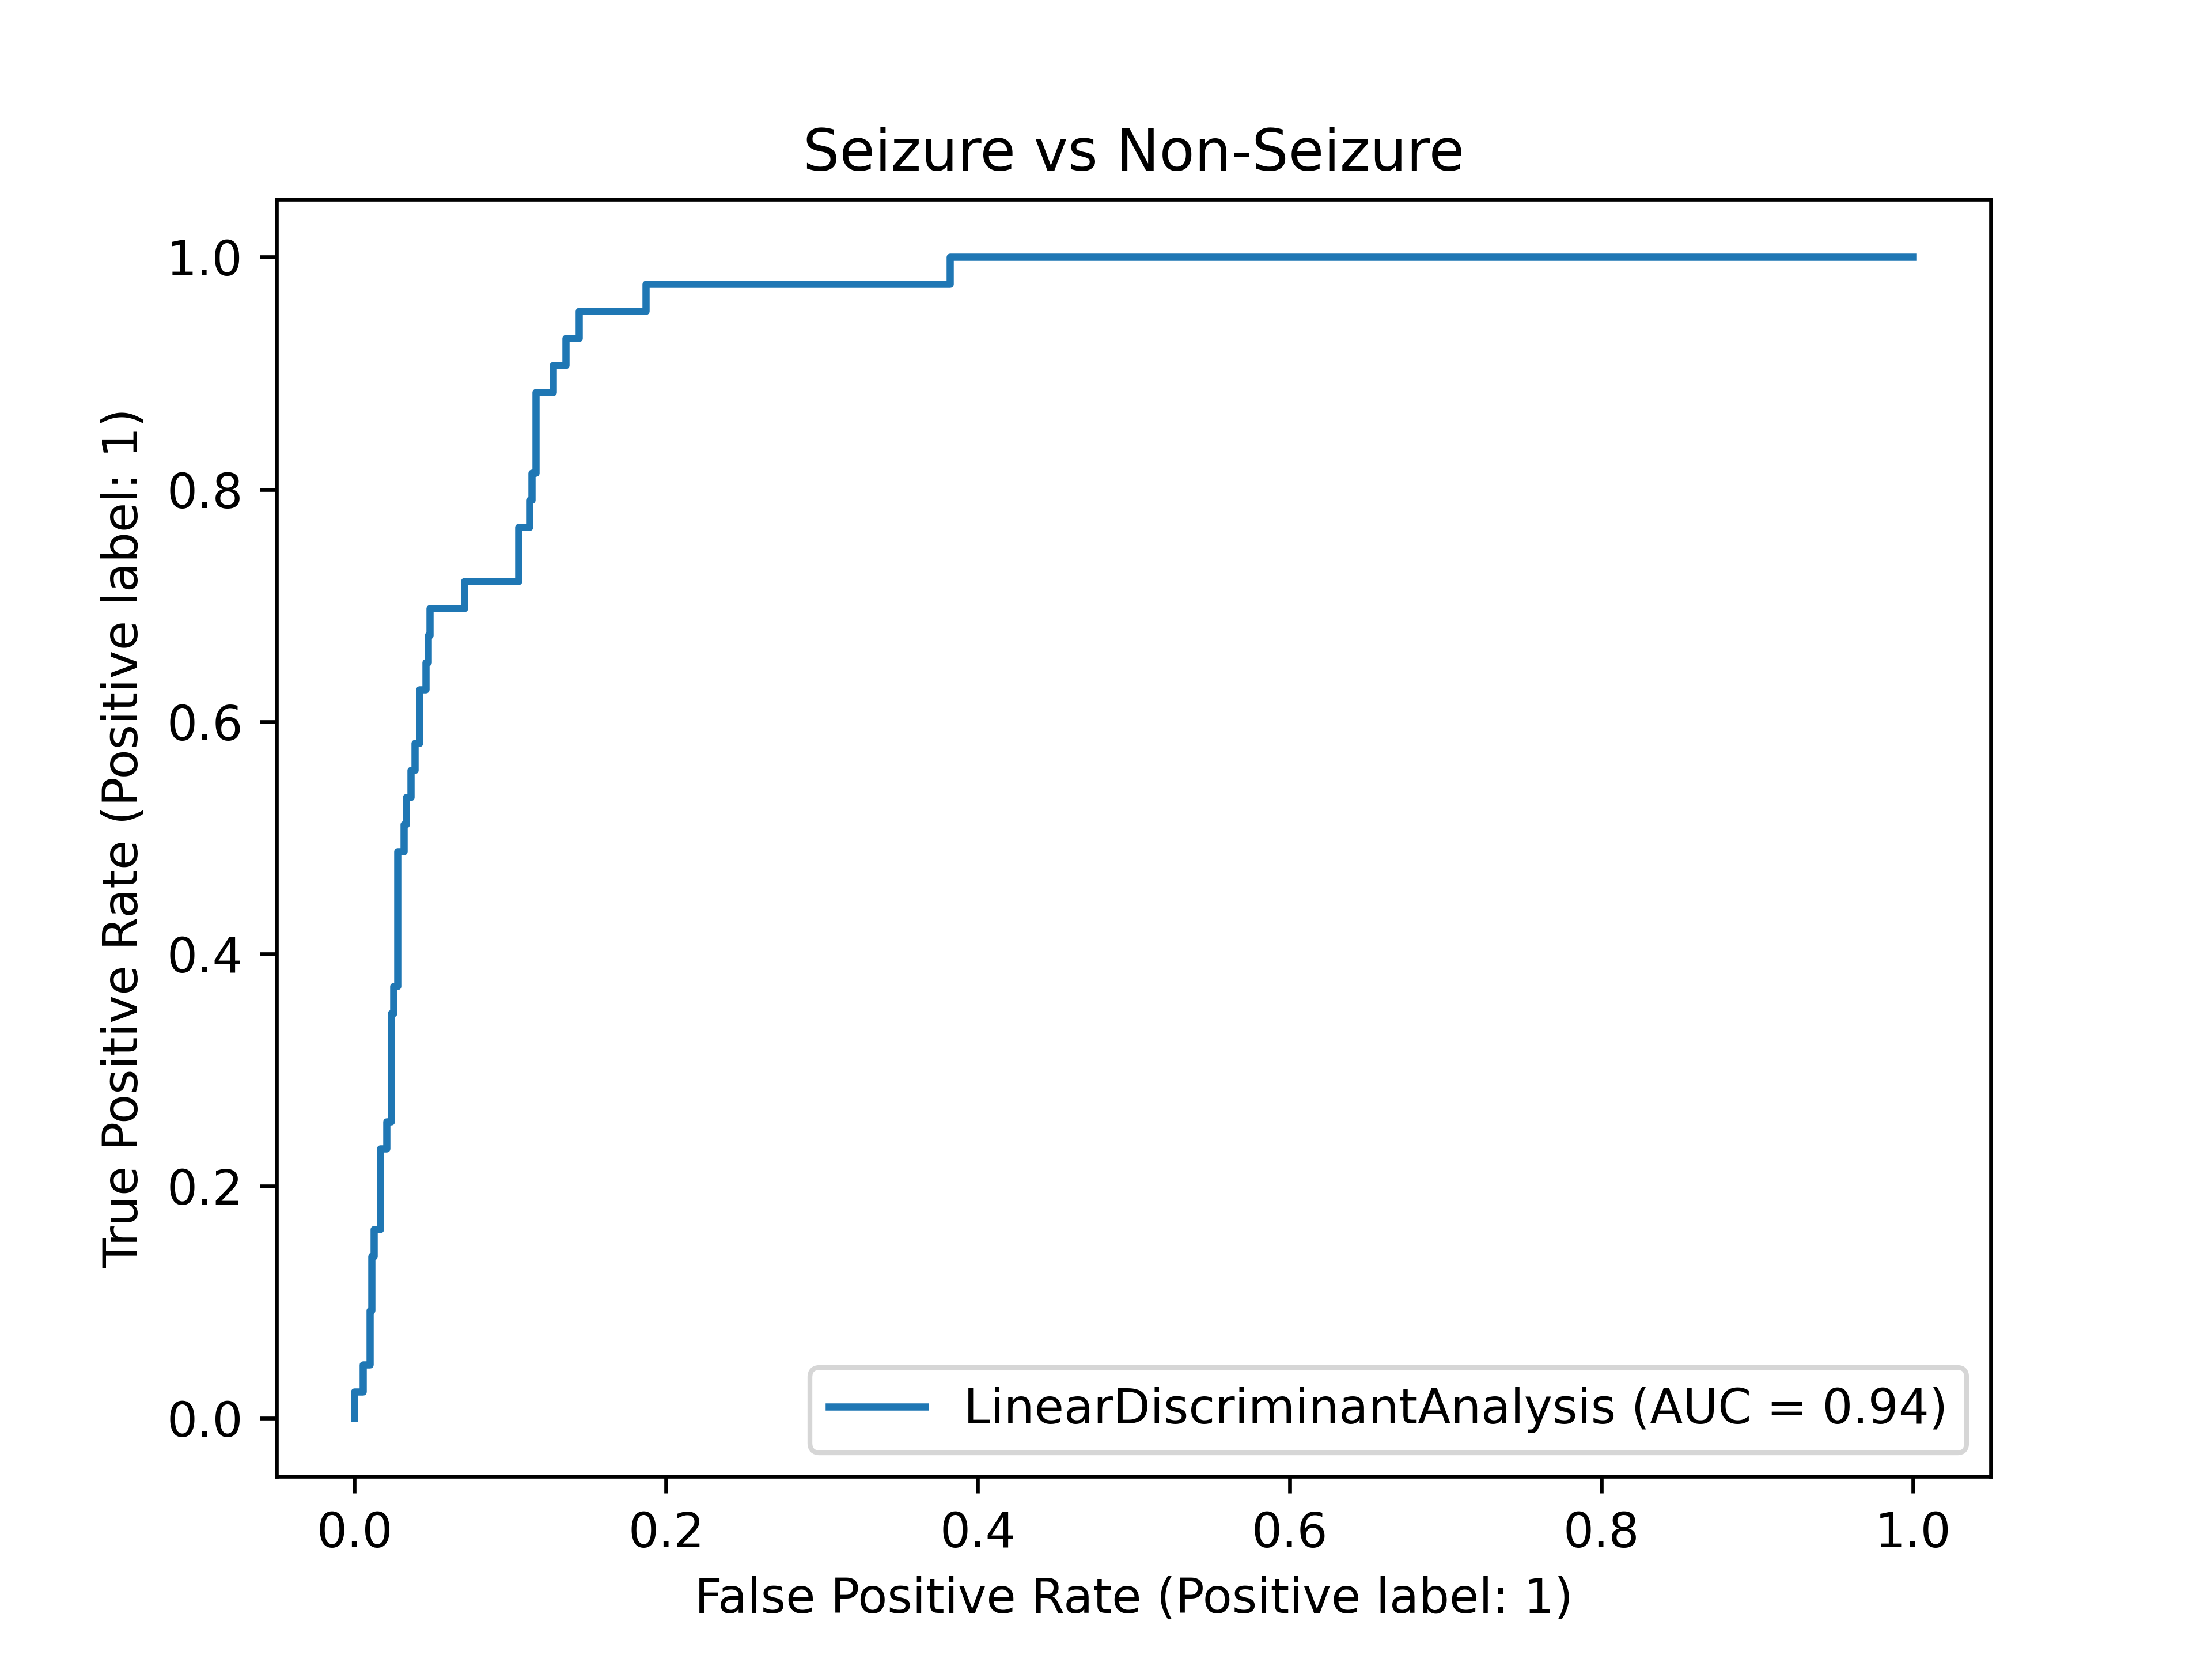 Seizure vs Non-Seizure
True Positive Rate (Positive label: 1)
1.0
0.8
0.6
0.4
0.2
0.0
LinearDiscriminantAnalysis (AUC = 0.94)
0.0 0.2 0.4 0.6 0.8 1.0
False Positive Rate (Positive label: 1)